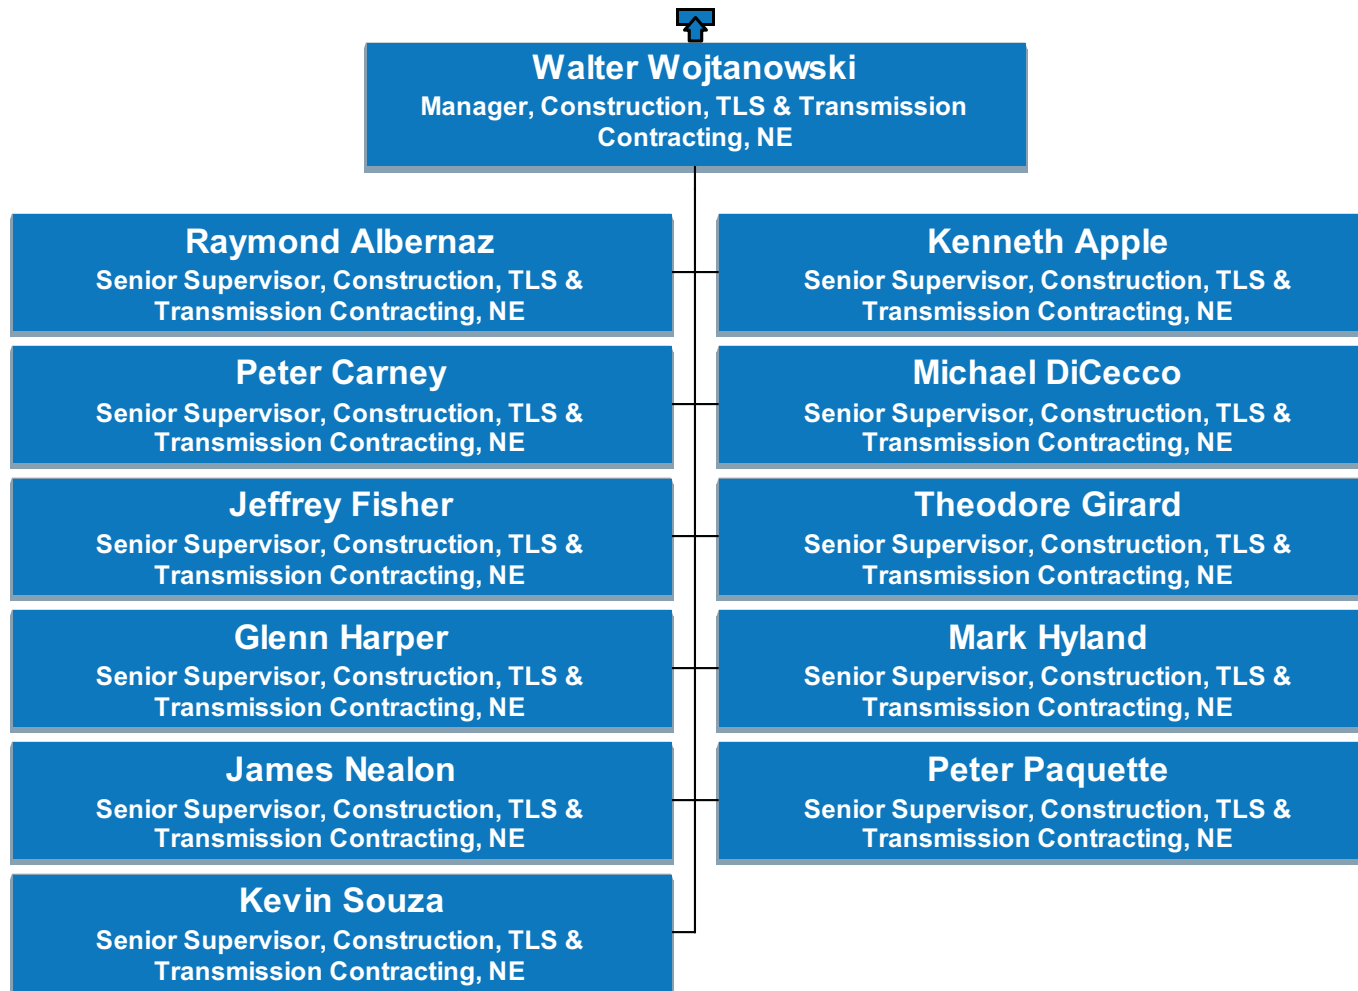 Walter Wojtanowski
Manager, Construction, TLS & Transmission
Contracting, NE
Raymond Albernaz
Senior Supervisor, Construction, TLS &
Transmission Contracting, NE
Kenneth Apple
Senior Supervisor, Construction, TLS &
Transmission Contracting, NE
Peter Carney
Senior Supervisor, Construction, TLS &
Transmission Contracting, NE
Michael DiCecco
Senior Supervisor, Construction, TLS &
Transmission Contracting, NE
Jeffrey Fisher
Senior Supervisor, Construction, TLS &
Transmission Contracting, NE
Theodore Girard
Senior Supervisor, Construction, TLS &
Transmission Contracting, NE
Glenn Harper
Senior Supervisor, Construction, TLS &
Transmission Contracting, NE
Mark Hyland
Senior Supervisor, Construction, TLS &
Transmission Contracting, NE
James Nealon
Senior Supervisor, Construction, TLS &
Transmission Contracting, NE
Peter Paquette
Senior Supervisor, Construction, TLS &
Transmission Contracting, NE
Kevin Souza
Senior Supervisor, Construction, TLS &
Transmission Contracting, NE